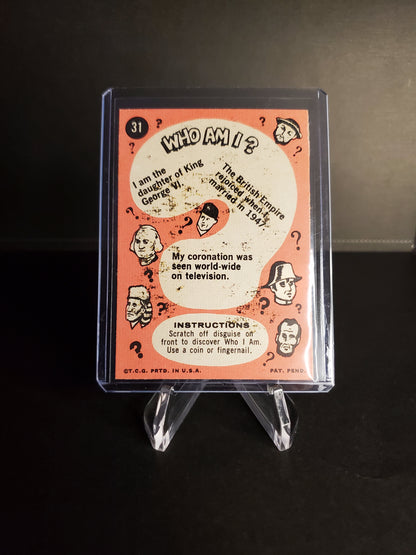 31
WHO AM I?
I am the
daughter of King
George VI.
The British Empire
rejoiced when I
married in 1947.
My coronation was
seen world-wide
on television.
INSTRUCTIONS
Scratch off disguise on
front to discover Who I Am.
Use a coin or fingernail.
©T.C.G. PRTD. IN U.S.A.
PAT. PEND.